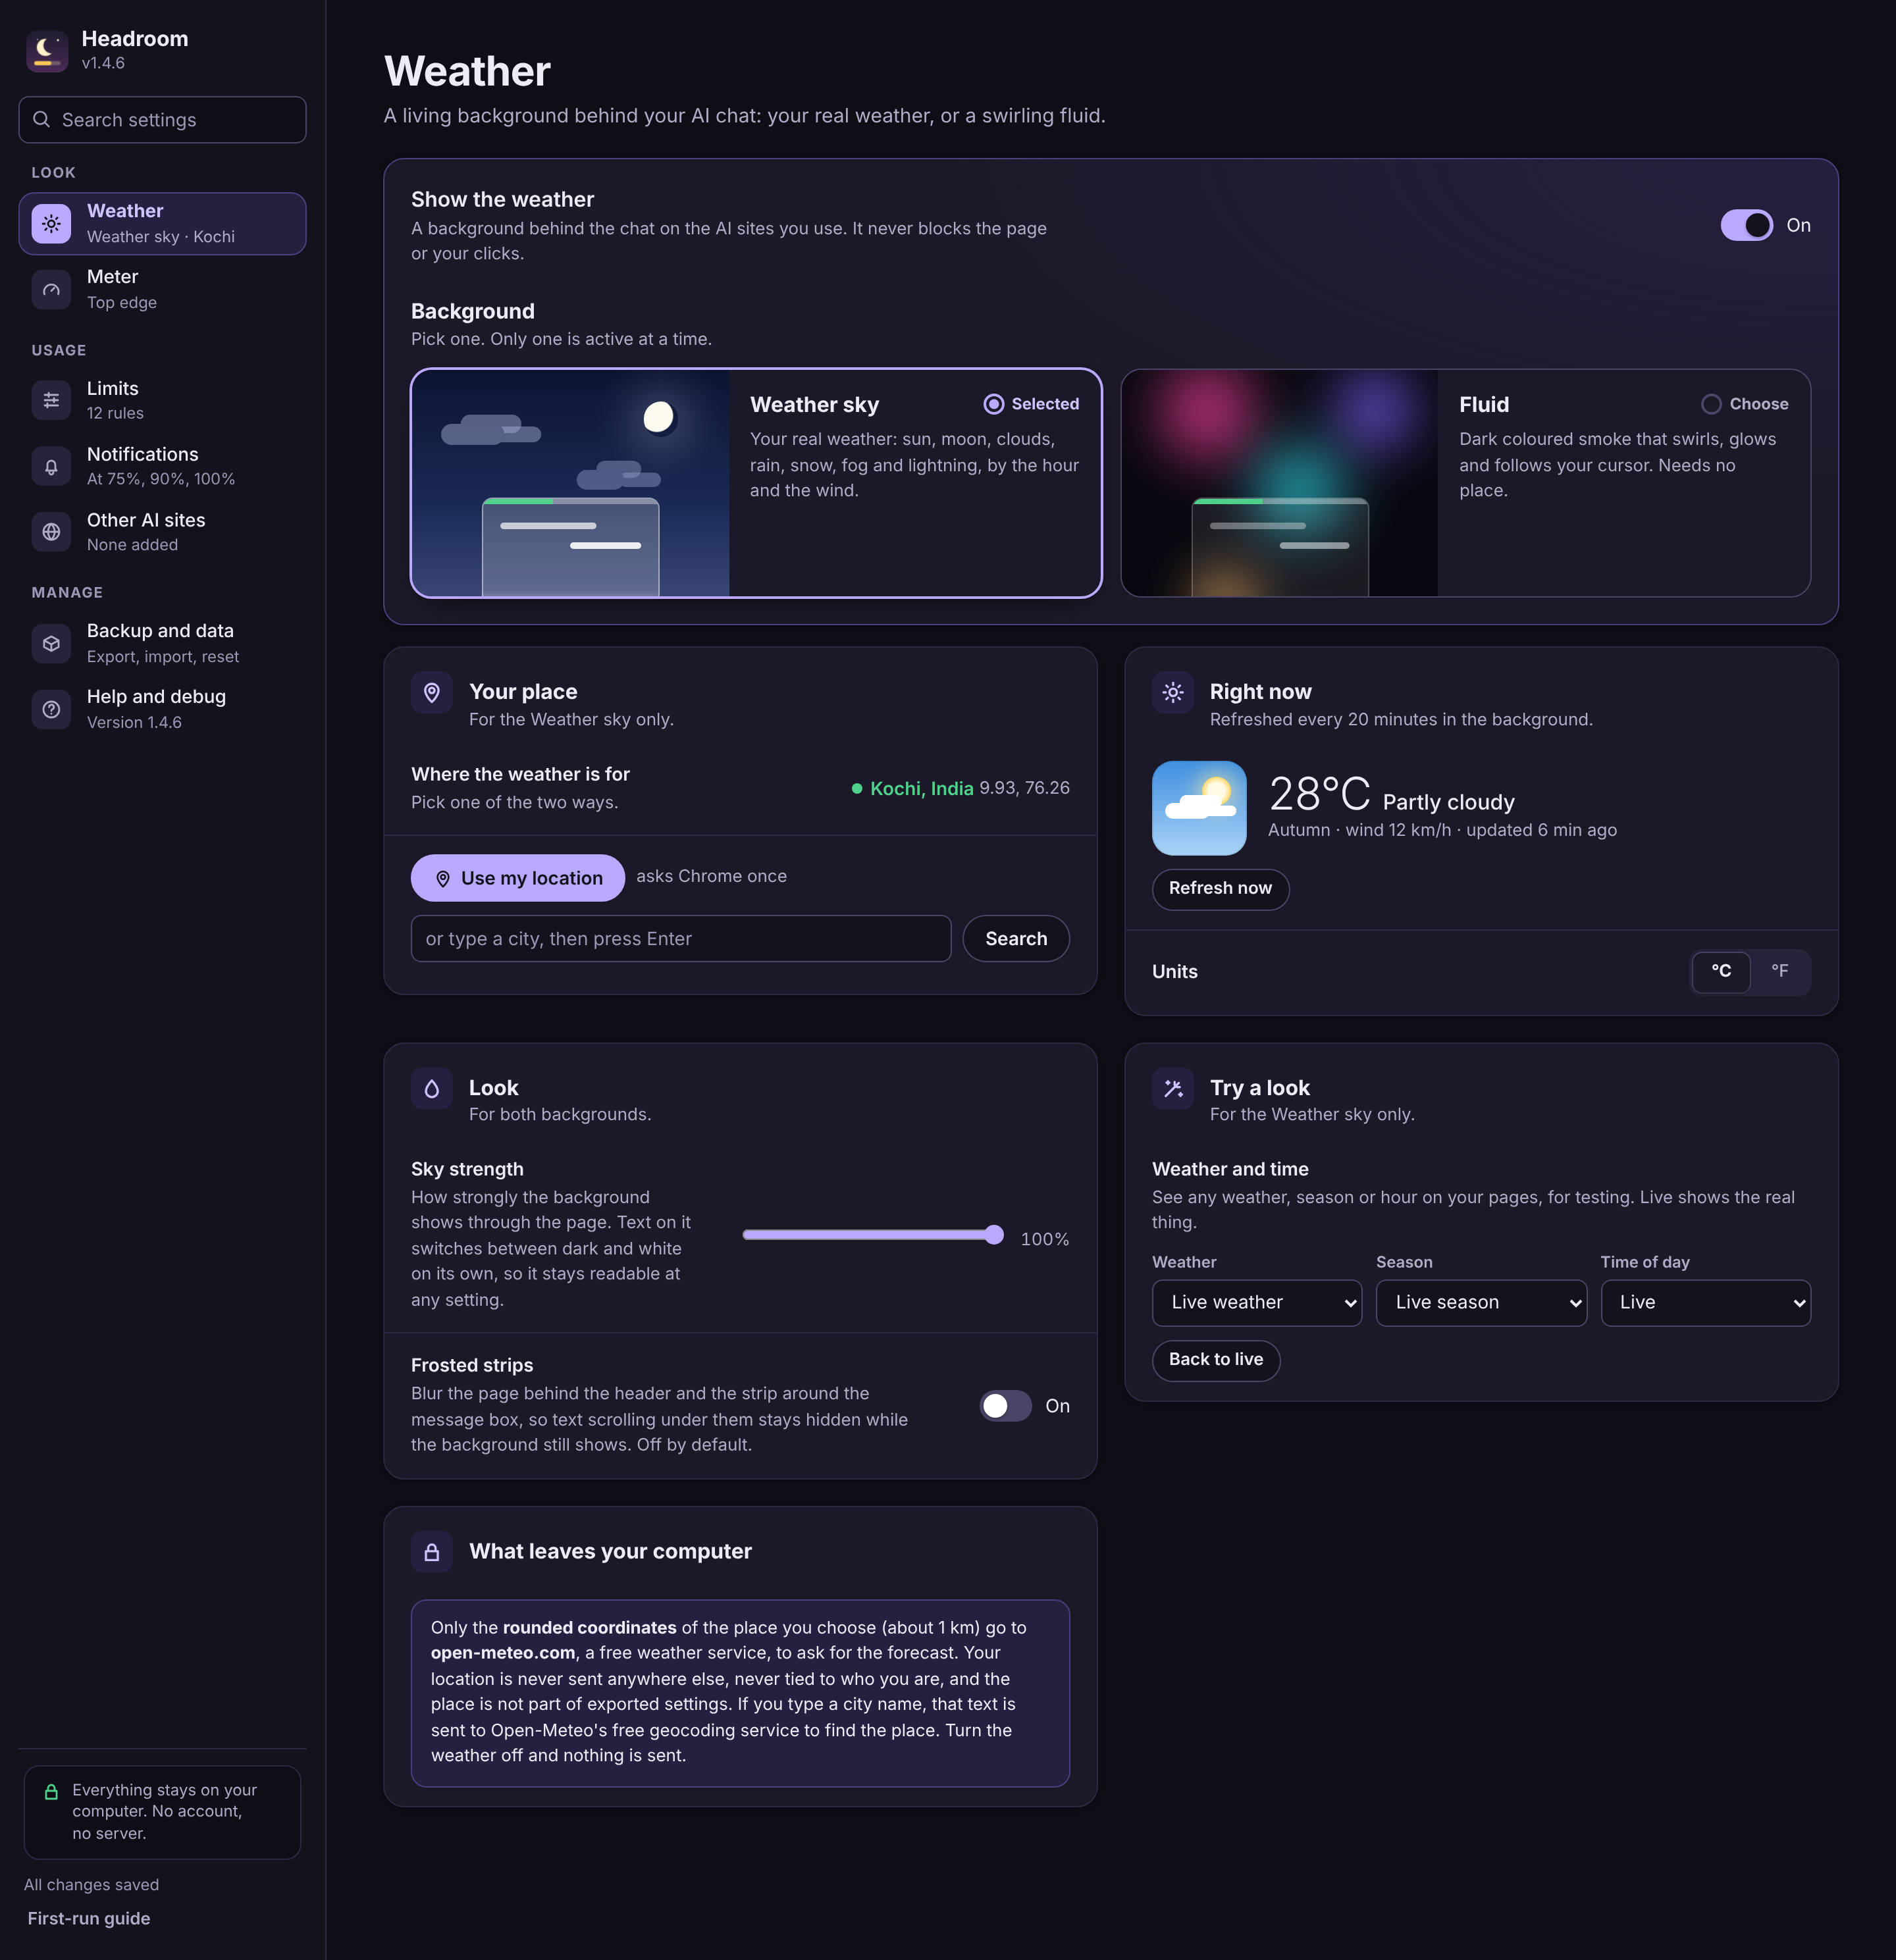 Headroom
v1.4.6
Search settings
LOOK
Weather
Weather sky · Kochi
Meter
Top edge
USAGE
Limits
12 rules
Notifications
At 75%, 90%, 100%
Other AI sites
None added
MANAGE
Backup and data
Export, import, reset
Help and debug
Version 1.4.6
Everything stays on your
computer. No account,
no server.
All changes saved
First-run guide
Weather
A living background behind your AI chat: your real weather, or a swirling fluid.
Show the weather
A background behind the chat on the AI sites you use. It never blocks the page
or your clicks.
On
Background
Pick one. Only one is active at a time.
Weather sky
Selected
Your real weather: sun, moon, clouds,
rain, snow, fog and lightning, by the hour
and the wind.
Fluid
Choose
Dark coloured smoke that swirls, glows
and follows your cursor. Needs no
place.
Your place
For the Weather sky only.
Where the weather is for
Pick one of the two ways.
Kochi, India 9.93, 76.26
Use my location
asks Chrome once
or type a city, then press Enter
Search
Right now
Refreshed every 20 minutes in the background.
28°C Partly cloudy
Autumn · wind 12 km/h · updated 6 min ago
Refresh now
Units
°C
°F
Look
For both backgrounds.
Sky strength
How strongly the background
shows through the page. Text on it
switches between dark and white
on its own, so it stays readable at
any setting.
100%
Frosted strips
Blur the page behind the header and the strip around the
message box, so text scrolling under them stays hidden while
the background still shows. Off by default.
On
Try a look
For the Weather sky only.
Weather and time
See any weather, season or hour on your pages, for testing. Live shows the real
thing.
Weather
Season
Time of day
Live weather
Live season
Live
Back to live
What leaves your computer
Only the rounded coordinates of the place you choose (about 1 km) go to
open-meteo.com, a free weather service, to ask for the forecast. Your
location is never sent anywhere else, never tied to who you are, and the
place is not part of exported settings. If you type a city name, that text is
sent to Open-Meteo's free geocoding service to find the place. Turn the
weather off and nothing is sent.